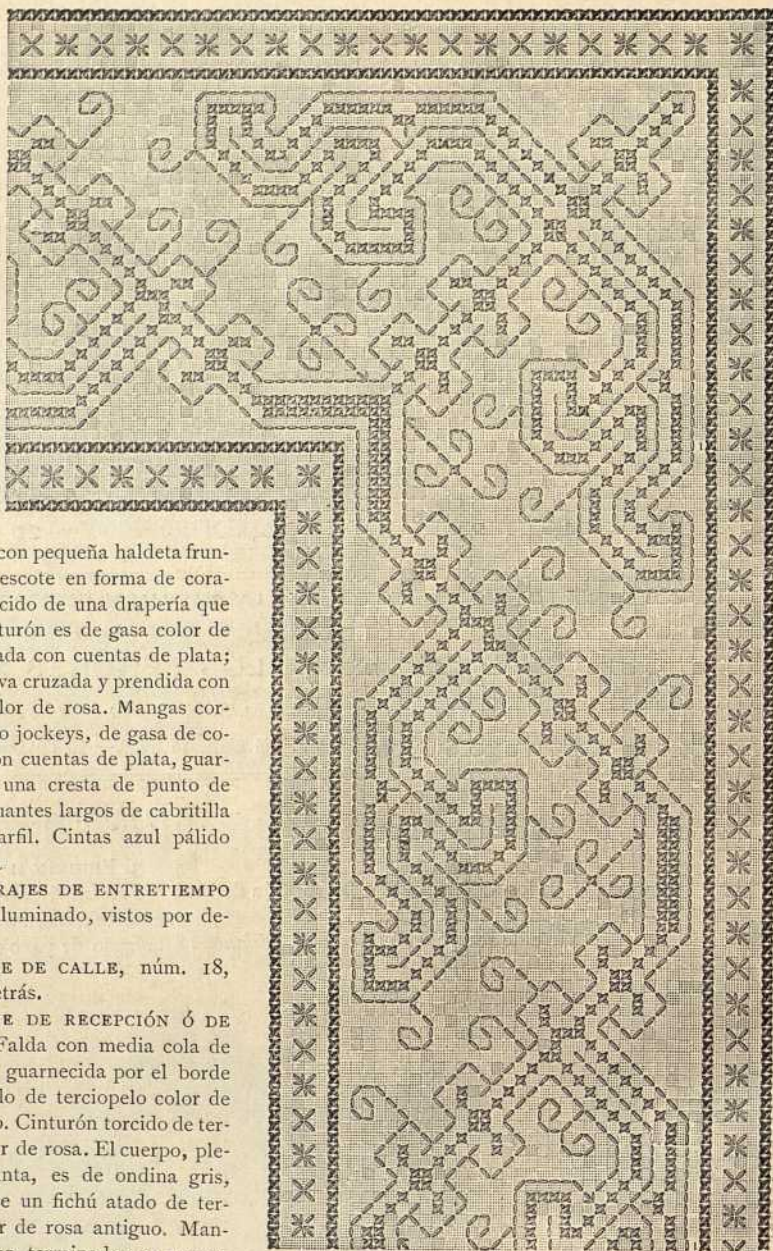 con pequeña haldeta frun-
escote en forma de cora-
cido de una drapería que
turón es de gasa color de
ada con cuentas de plata;
va cruzada y prendida con
lor de rosa. Mangas cor-
o jockeys, de gasa de co-
on cuentas de plata, guar-
una cresta de punto de
uantes largos de cabritilla
arfil. Cintas azul pálido
RAJES DE ENTRETIEMPO
luminado, vistos por de-
E DE CALLE, núm. 18,
etrás.
E DE RECEPCIÓN Ó DE
Falda con media cola de
guarnecida por el borde
lo de terciopelo color de
o. Cinturón torcido de ter-
r de rosa. El cuerpo, ple-
nta, es de ondina gris,
e un fichú atado de ter-
r de rosa antiguo. Man-